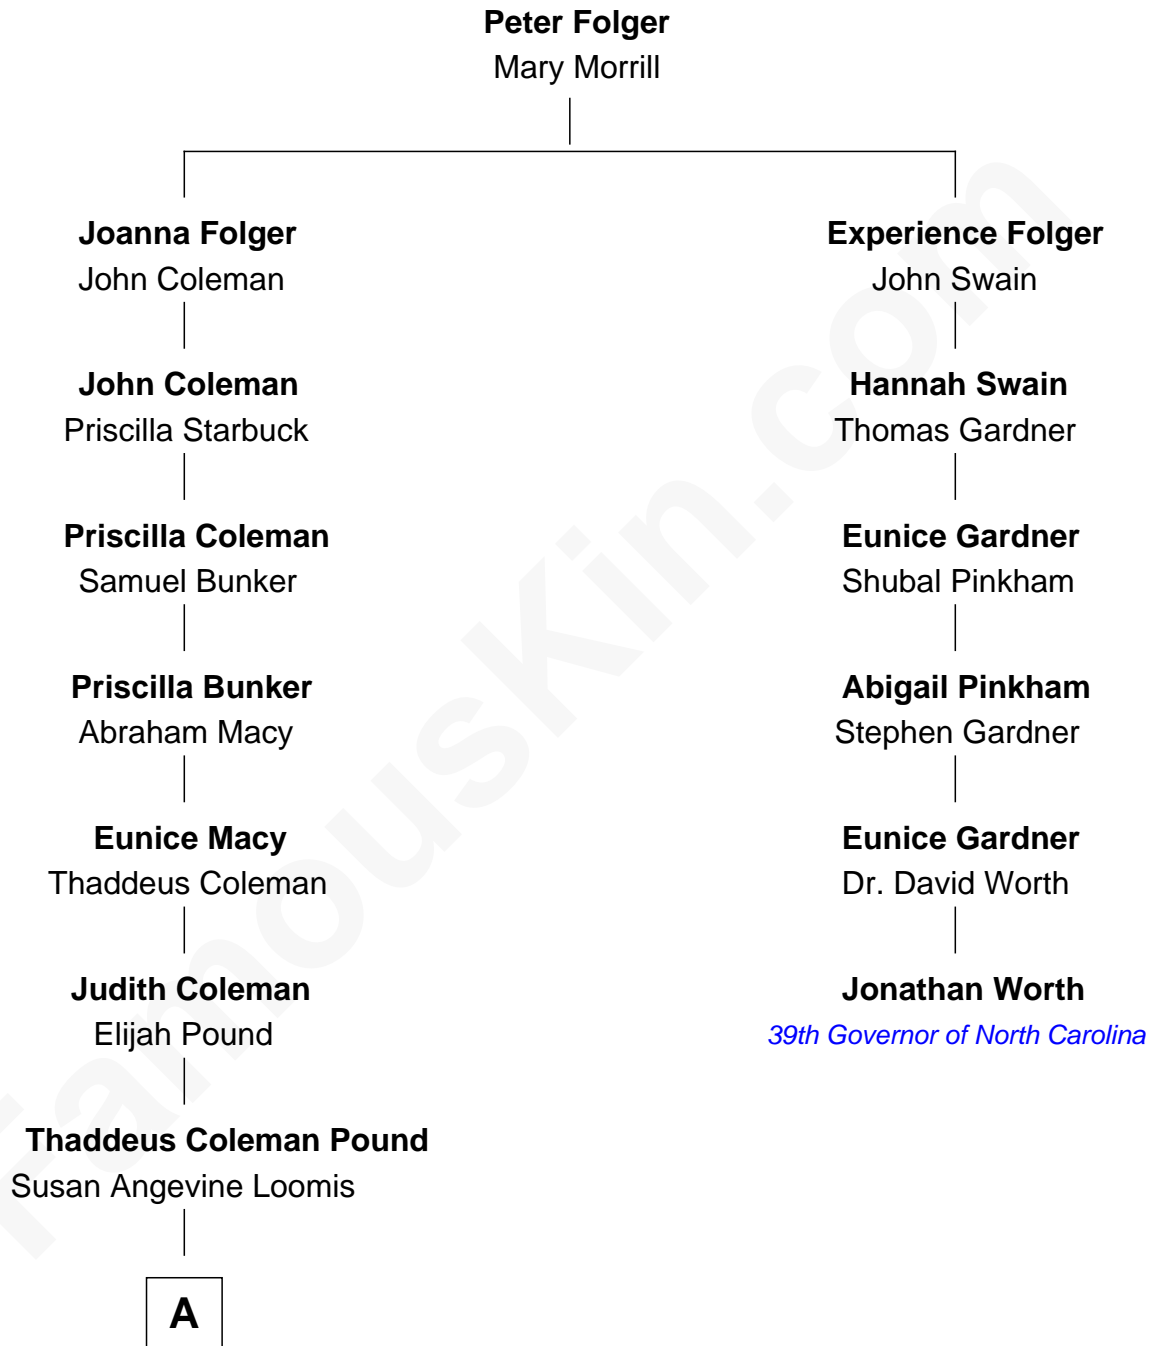 Peter Folger
Mary Morrill
Joanna Folger
John Coleman
Experience Folger
John Swain
John Coleman
Priscilla Starbuck
Hannah Swain
Thomas Gardner
Priscilla Coleman
Samuel Bunker
Eunice Gardner
Shubal Pinkham
Priscilla Bunker
Abraham Macy
Abigail Pinkham
Stephen Gardner
Eunice Macy
Thaddeus Coleman
Eunice Gardner
Dr. David Worth
Judith Coleman
Elijah Pound
Jonathan Worth
39th Governor of North Carolina
Thaddeus Coleman Pound
Susan Angevine Loomis
A
FamousKin.com